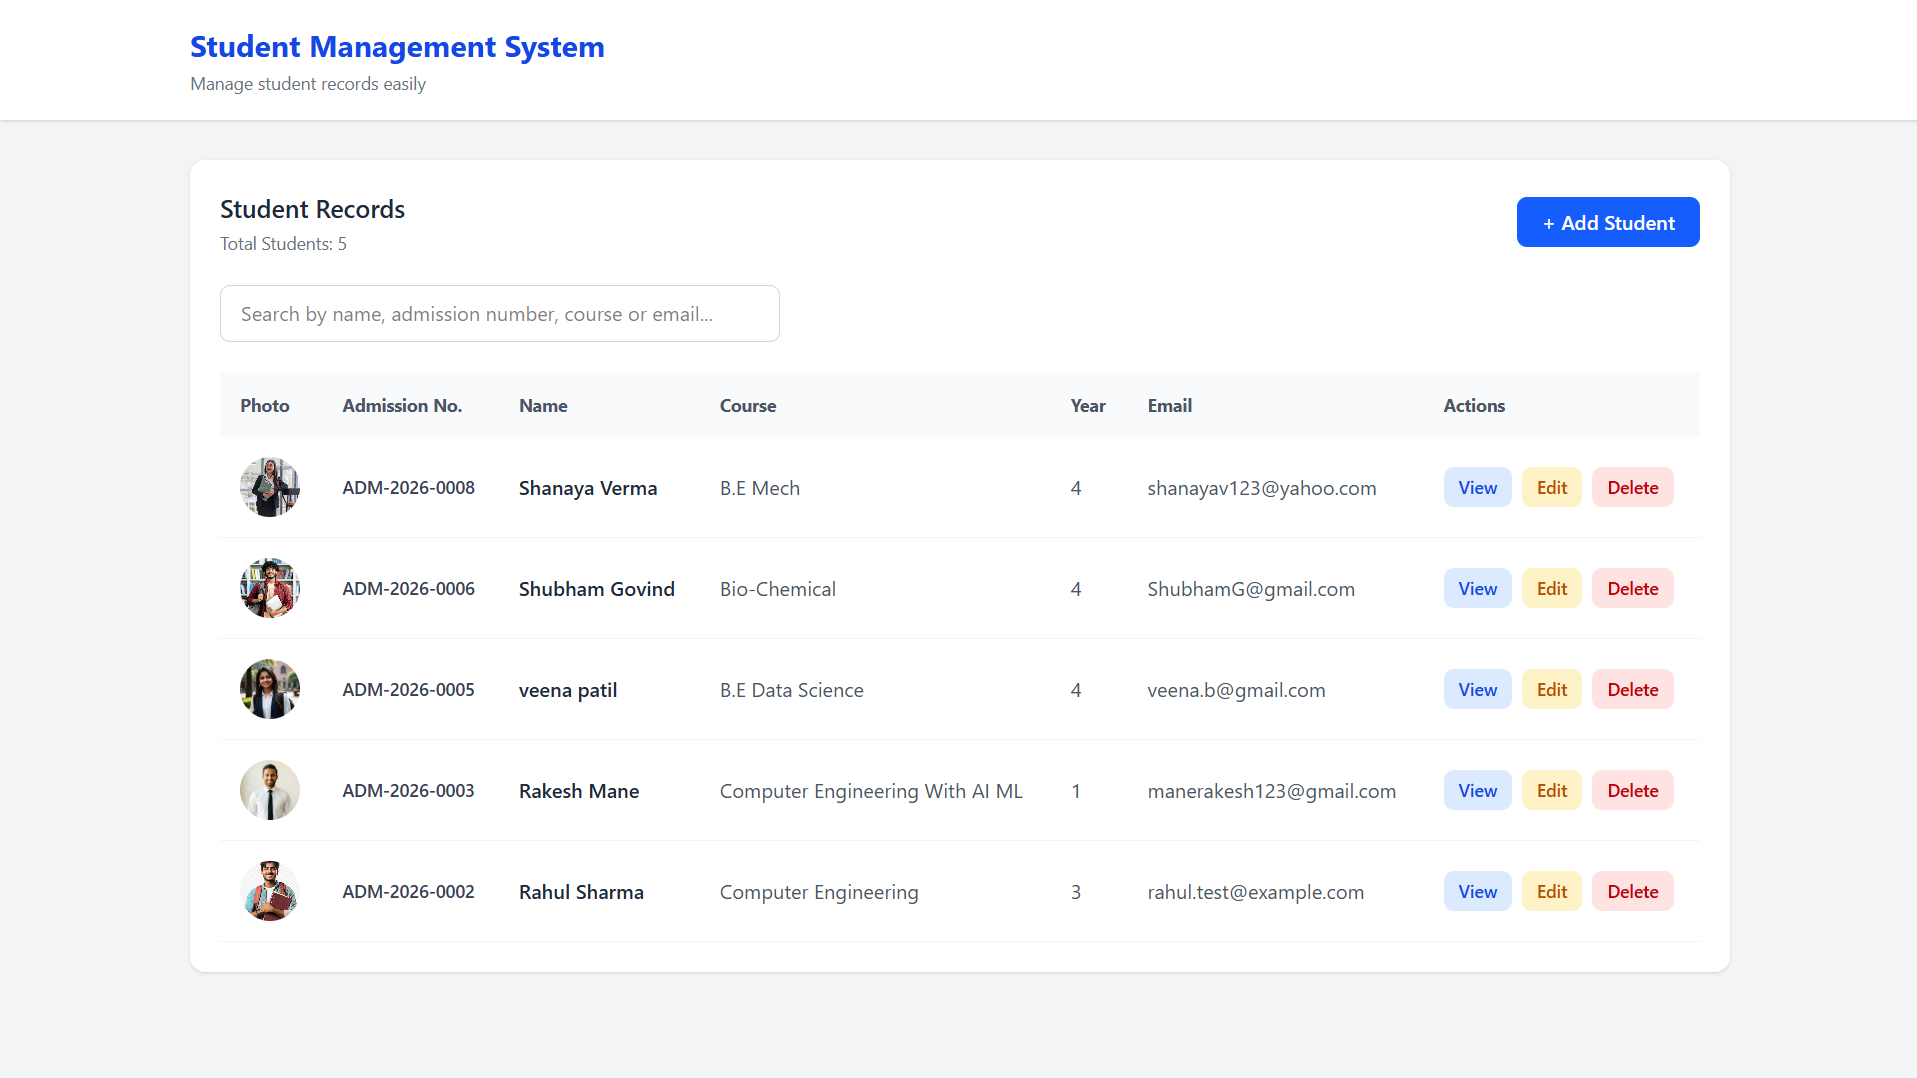 Student Management System
Manage student records easily
Student Records
Total Students: 5
+ Add Student
Search by name, admission number, course or email...
Photo Admission No. Name Course Year Email Actions
ADM-2026-0008 Shanaya Verma B.E Mech 4 shanayav123@yahoo.com View Edit Delete
ADM-2026-0006 Shubham Govind Bio-Chemical 4 ShubhamG@gmail.com View Edit Delete
ADM-2026-0005 veena patil B.E Data Science 4 veena.b@gmail.com View Edit Delete
ADM-2026-0003 Rakesh Mane Computer Engineering With AI ML 1 manerakesh123@gmail.com View Edit Delete
ADM-2026-0002 Rahul Sharma Computer Engineering 3 rahul.test@example.com View Edit Delete